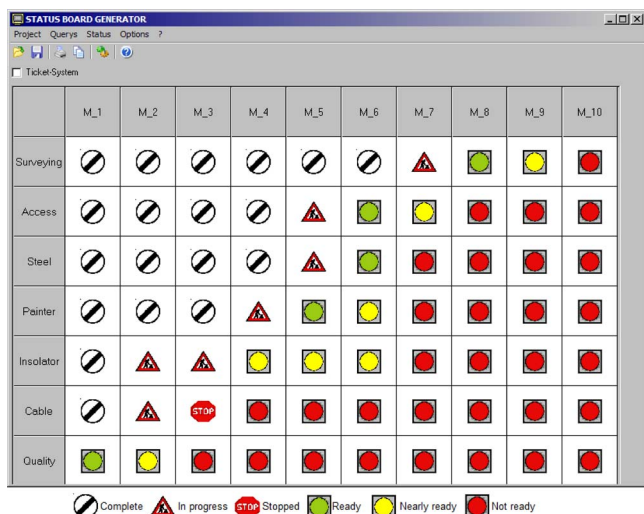 STATUS BOARD GENERATOR
Project Querys Status Options ?
Ticket-System
M_1 M_2 M_3 M_4 M_5 M_6 M_7 M_8 M_9 M_10
Surveying
Access
Steel
Painter
Insolator
Cable STOP
Quality
Complete In progress STOP Stopped Ready Nearly ready Not ready